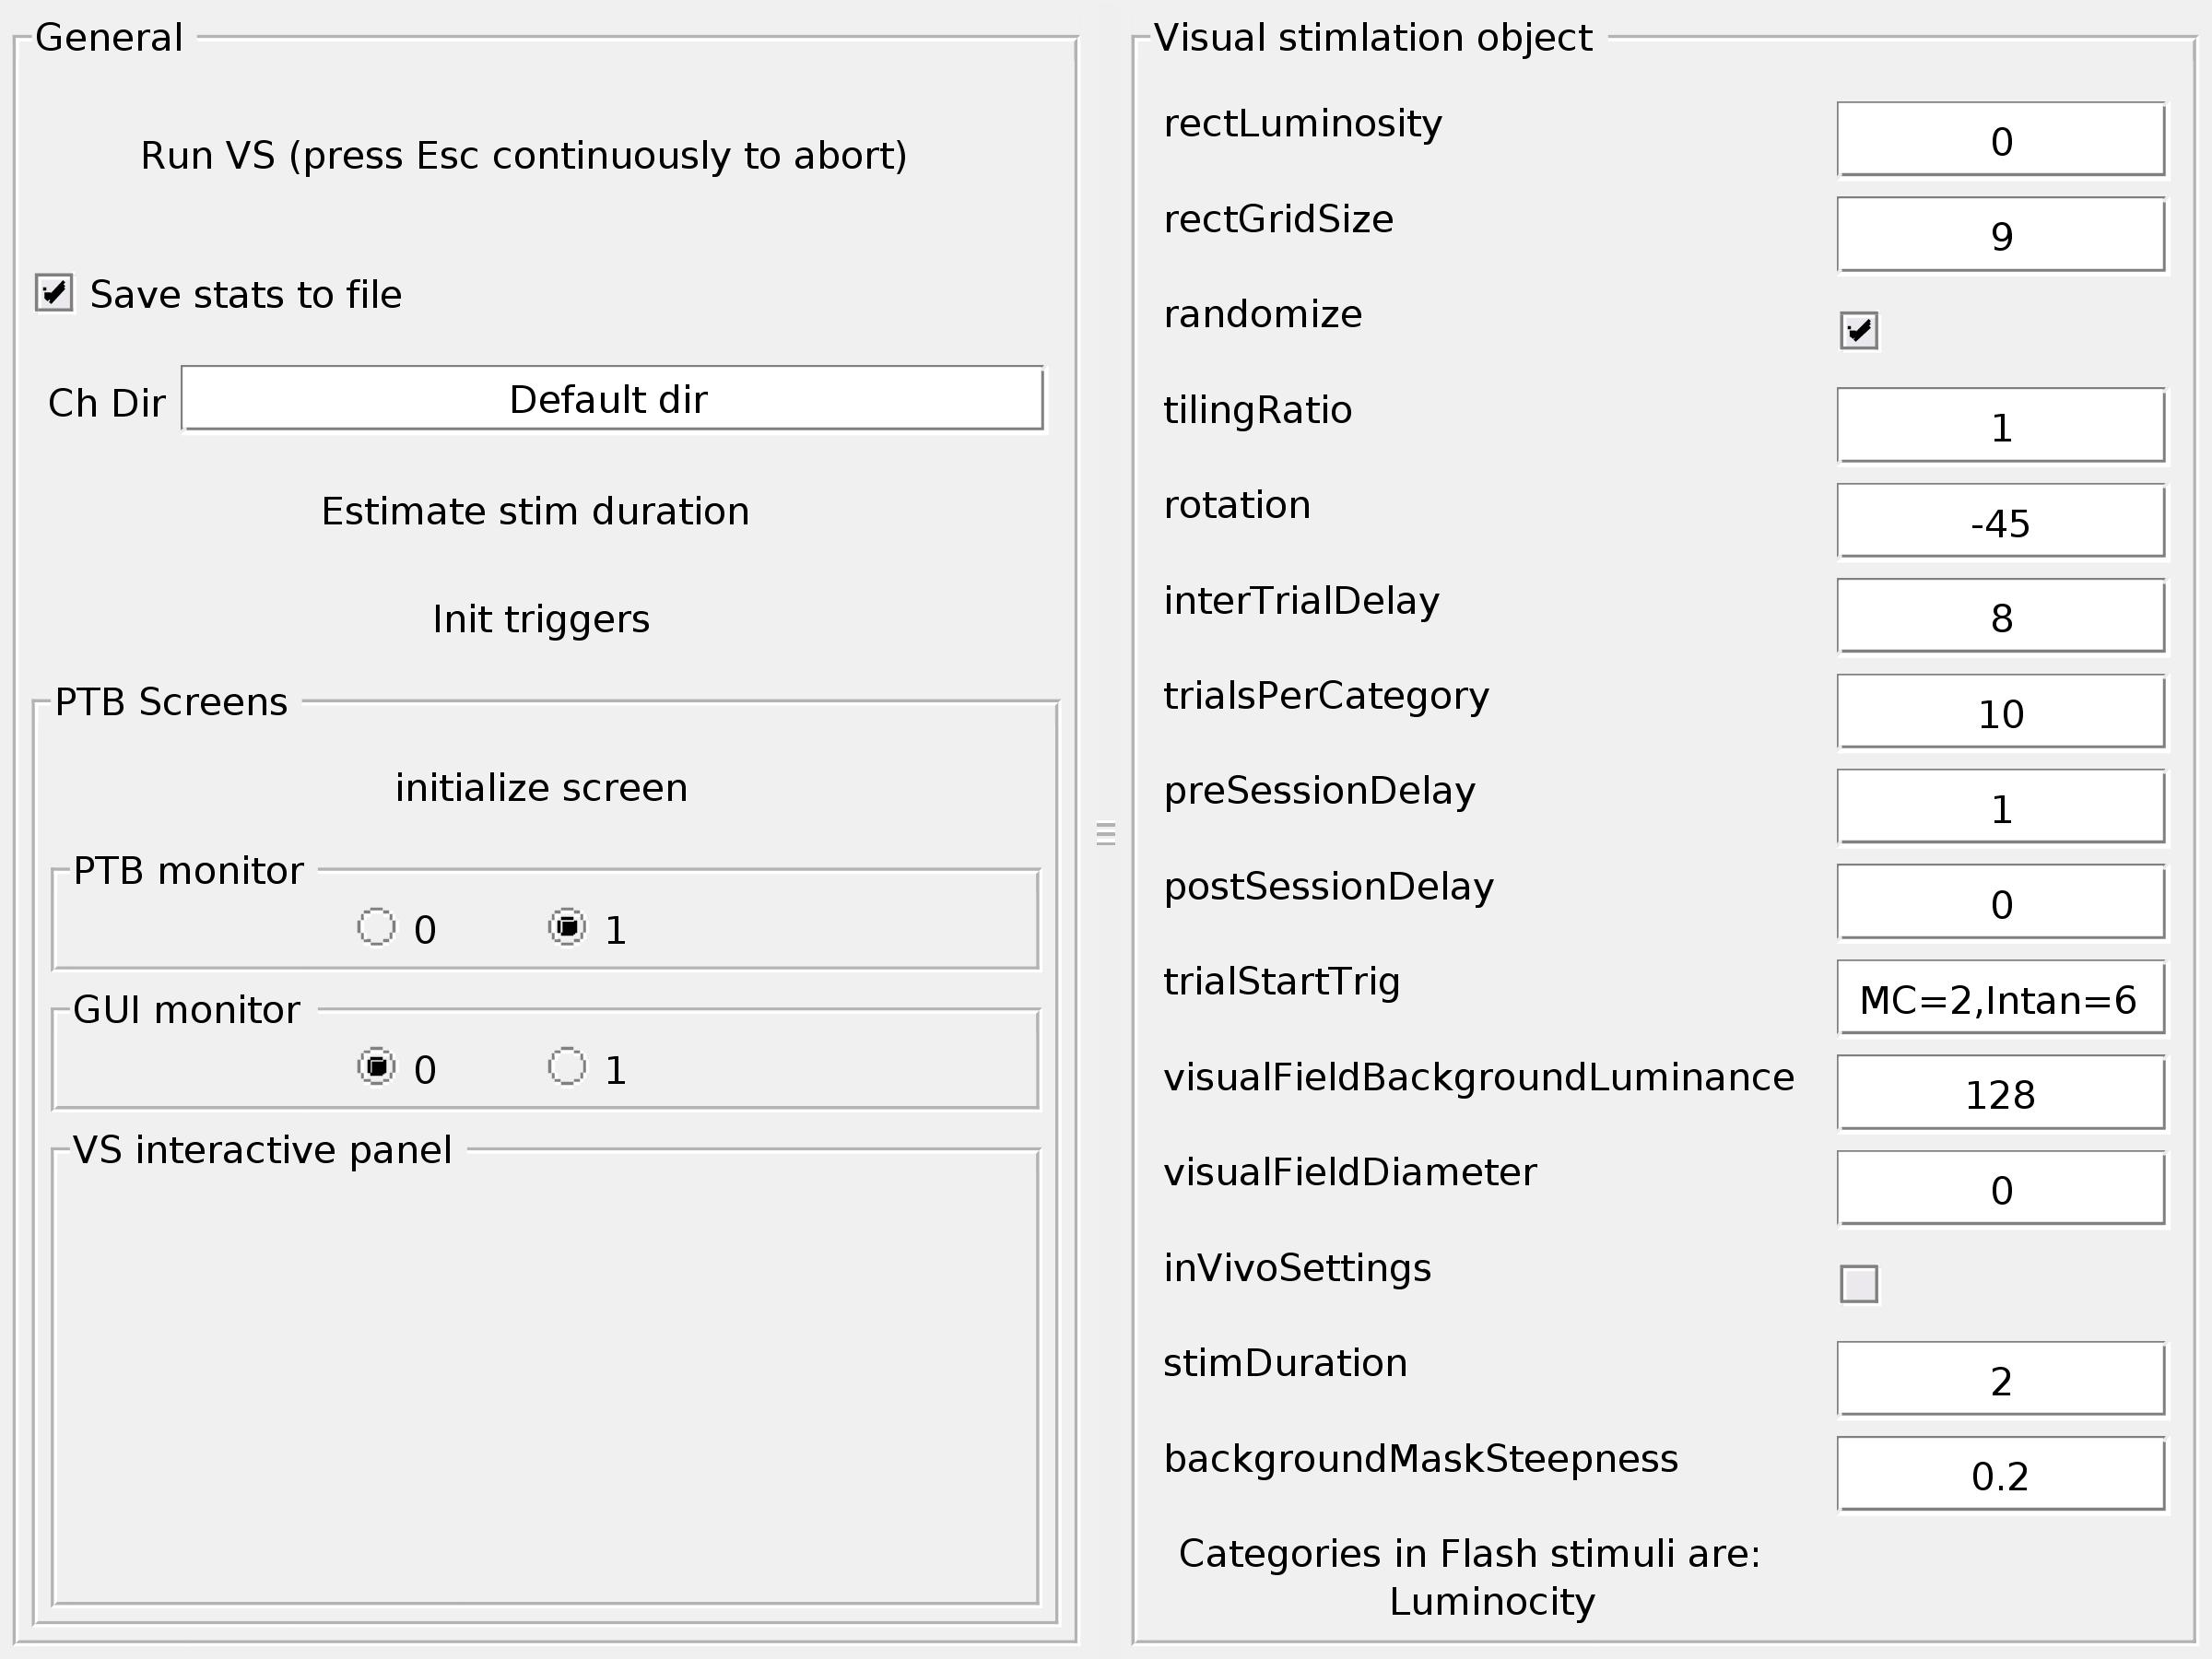 General
Run VS (press Esc continuously to abort)
Save stats to file
Ch Dir
Default dir
Estimate stim duration
Init triggers
PTB Screens
initialize screen
PTB monitor
0 1
GUI monitor
0 1
VS interactive panel
Visual stimlation object
rectLuminosity 0
rectGridSize 9
randomize
tilingRatio 1
rotation -45
interTrialDelay 8
trialsPerCategory 10
preSessionDelay 1
postSessionDelay 0
trialStartTrig MC=2,Intan=6
visualFieldBackgroundLuminance 128
visualFieldDiameter 0
inVivoSettings
stimDuration 2
backgroundMaskSteepness 0.2
Categories in Flash stimuli are:
Luminocity